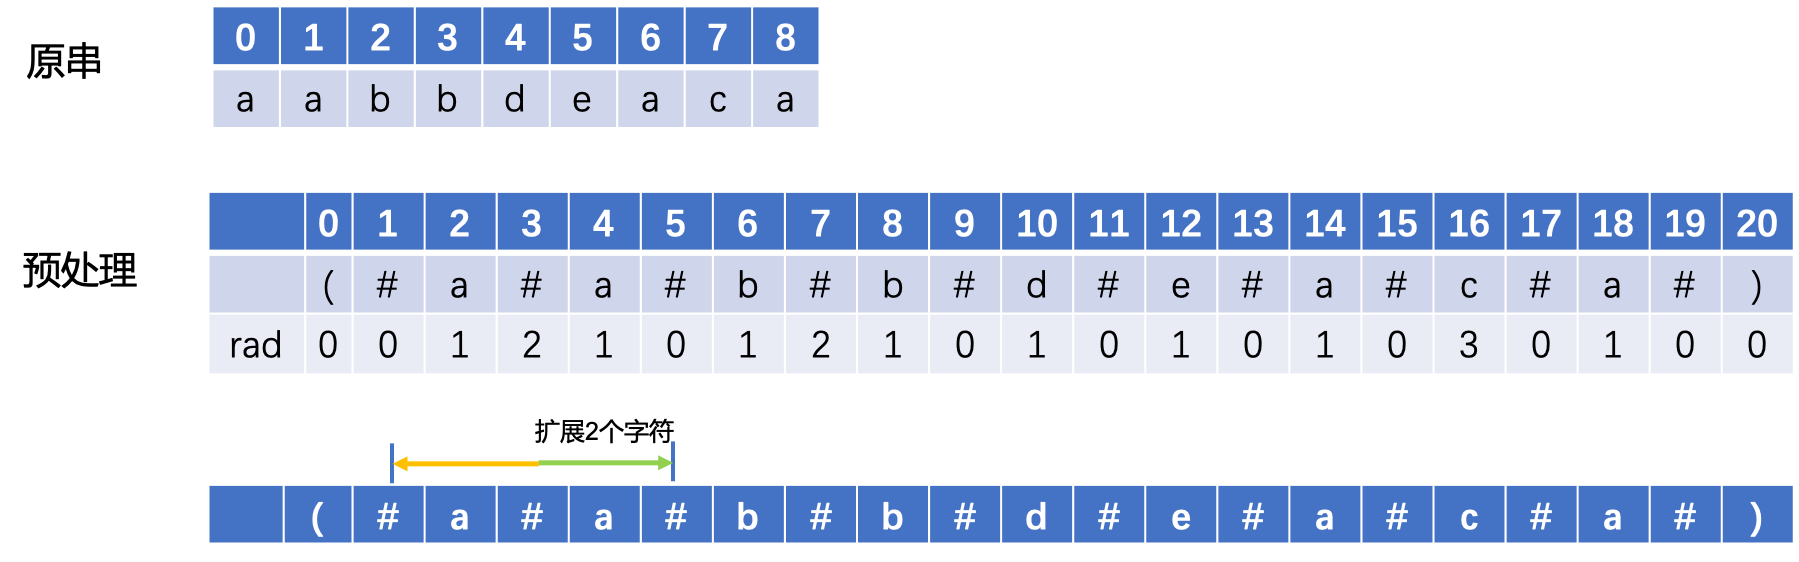 0 1 2 3 4 5 6 7 8
原串
a a b b d e a c a
0 1 2 3 4 5 6 7 8 9 10 11 12 13 14 15 16 17 18 19 20
预处理
( # a # a # b # b # d # e # a # c # a # )
rad 0 0 1 2 1 0 1 2 1 0 1 0 1 0 1 0 3 0 1 0 0
扩展2个字符
( # a # a # b # b # d # e # a # c # a # )